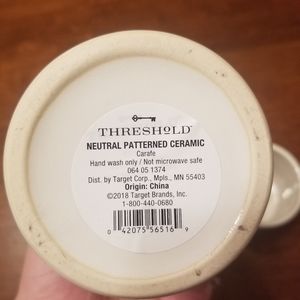 THRESHOLD
NEUTRAL PATTERNED CERAMIC
Carafe
Hand wash only / Not microwave safe
064 05 1374
Dist. by Target Corp., Mpls., MN 55403
Origin: China
©2018 Target Brands, Inc.
1-800-440-0680
0 42075 56516 9